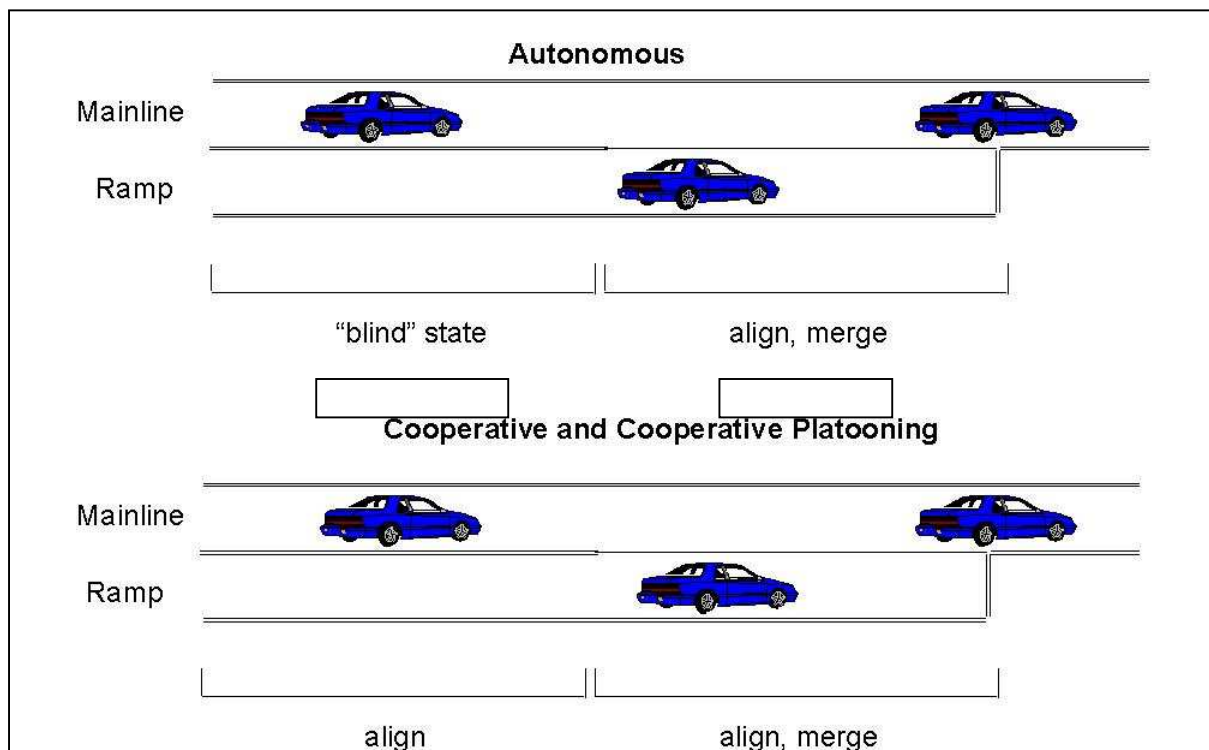 Autonomous
Mainline
Ramp
“blind” state align, merge
Cooperative and Cooperative Platooning
Mainline
Ramp
align align, merge